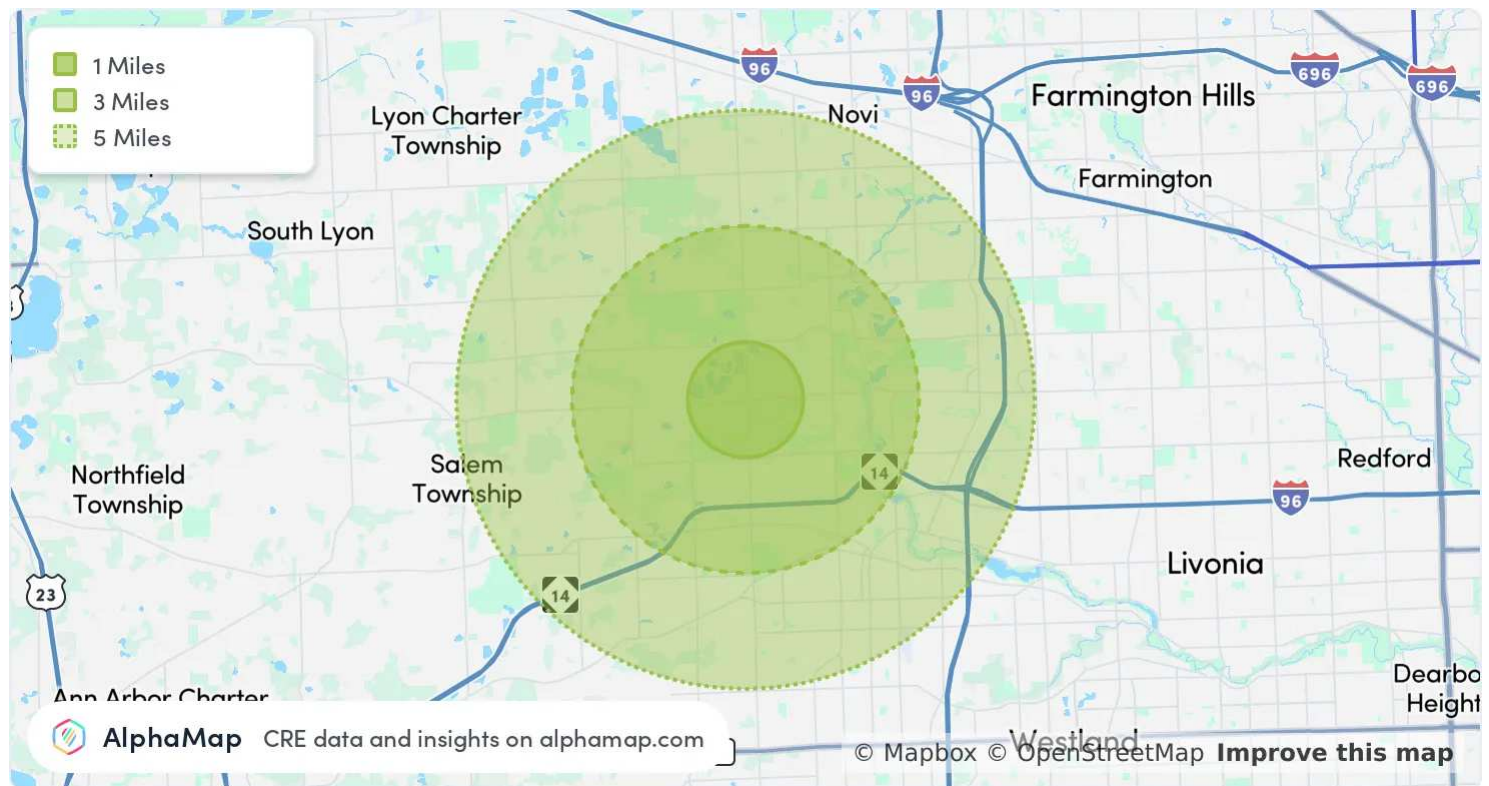 1 Miles
3 Miles
5 Miles
96
96
696
696
Farmington Hills
Novi
Lyon Charter
Township
Farmington
South Lyon
Salem
Township
14
Redford
Northfield
Township
96
Livonia
23
14
Dearbo
Height
Ann Arbor Charter
AlphaMap CRE data and insights on alphamap.com
Westland
© Mapbox © OpenStreetMap Improve this map